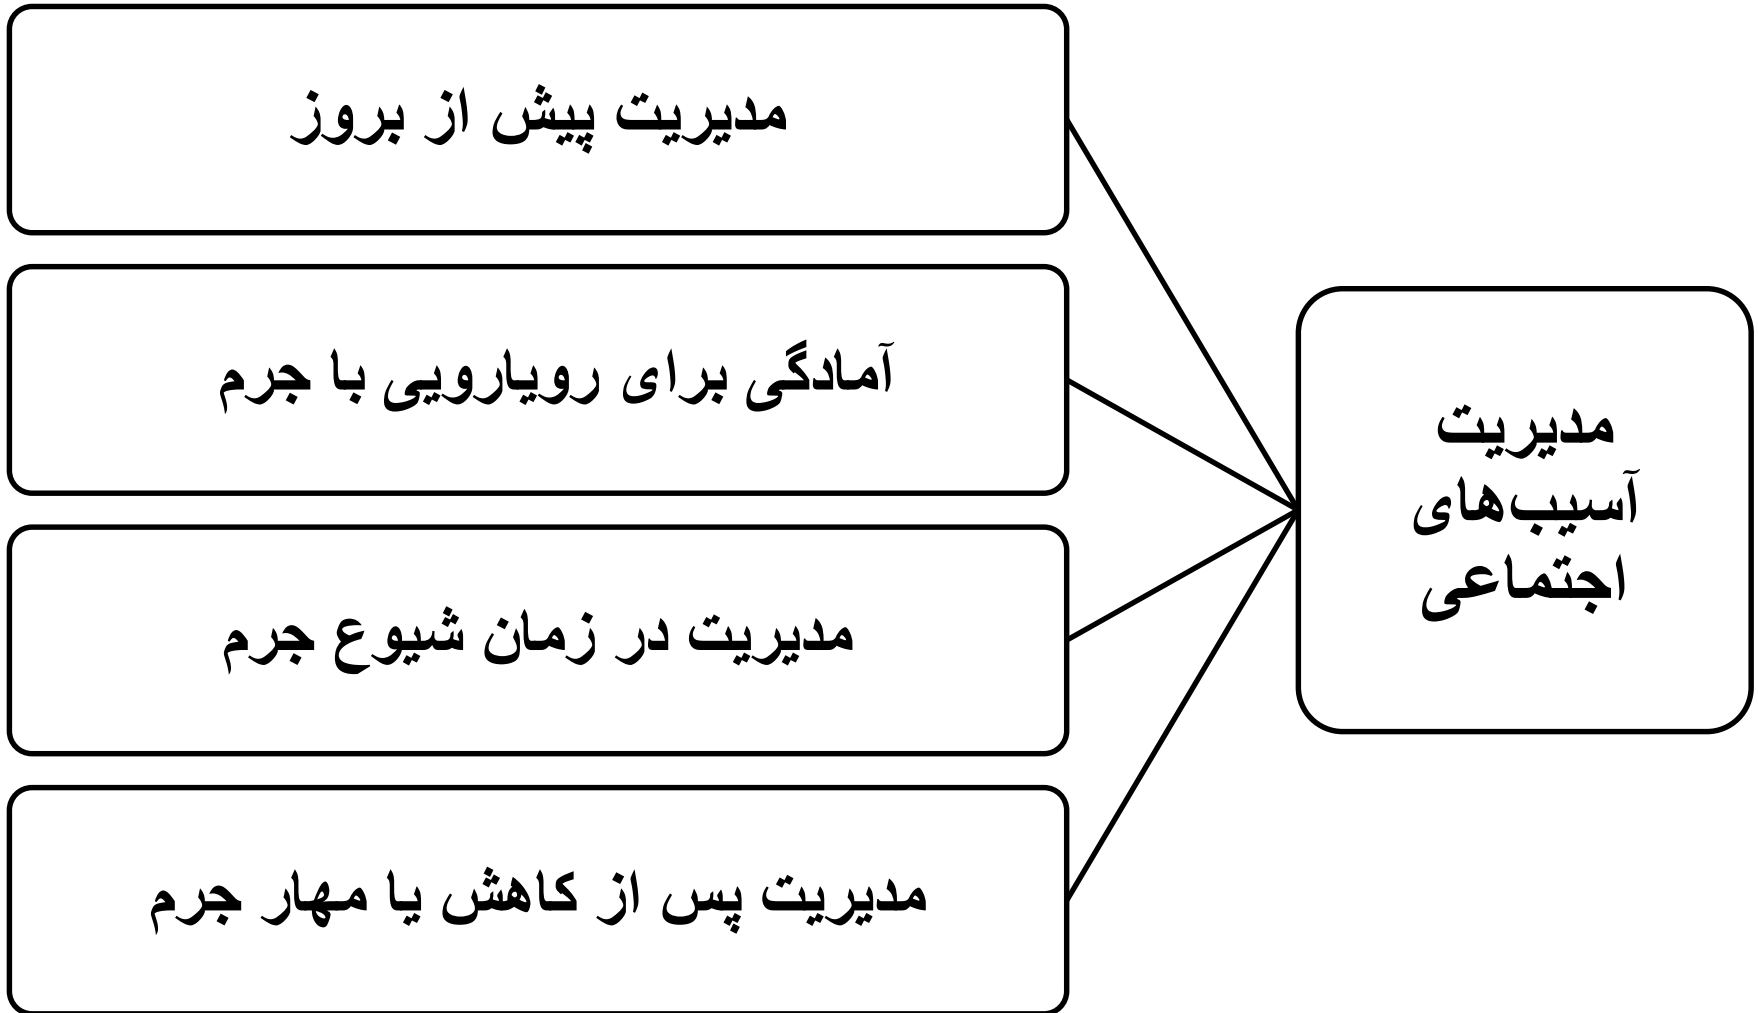 مدیریت
آسیب‌های
اجتماعی
مدیریت پیش از بروز
آمادگی برای رویارویی با جرم
مدیریت در زمان شیوع جرم
مدیریت پس از کاهش یا مهار جرم